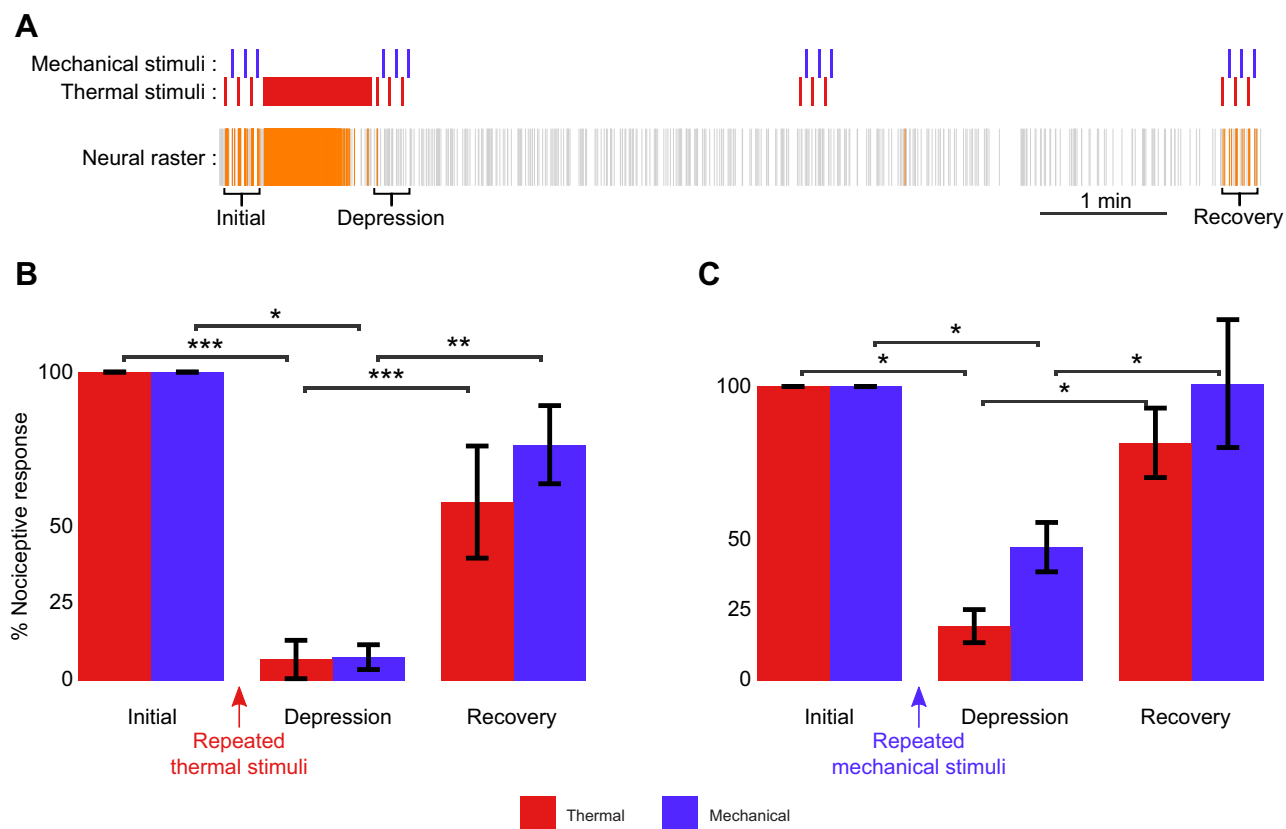 A
Mechanical stimuli :
Thermal stimuli :
Neural raster :
Initial
Depression
1 min
Recovery
B
% Nociceptive response
100
50
25
0
*
***
**
***
Initial
Depression
Recovery
Repeated
thermal stimuli
C
100
50
25
0
*
*
*
*
Initial
Depression
Recovery
Repeated
mechanical stimuli
Thermal
Mechanical